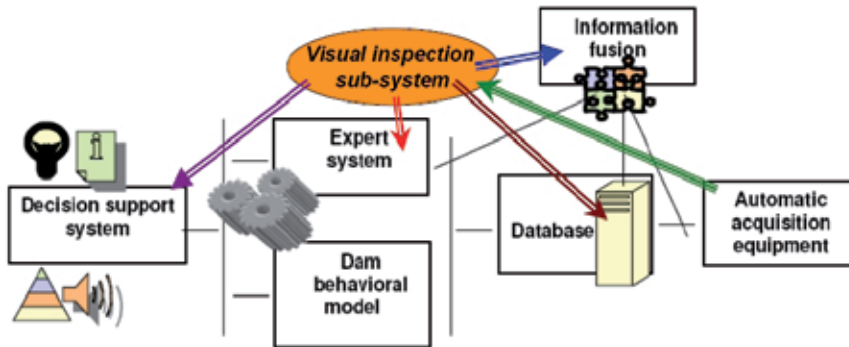 Information
fusion
Visual inspection
sub-system
Expert
system
i
Decision support
system
Database
Automatic
acquisition
equipment
Dam
behavioral
model